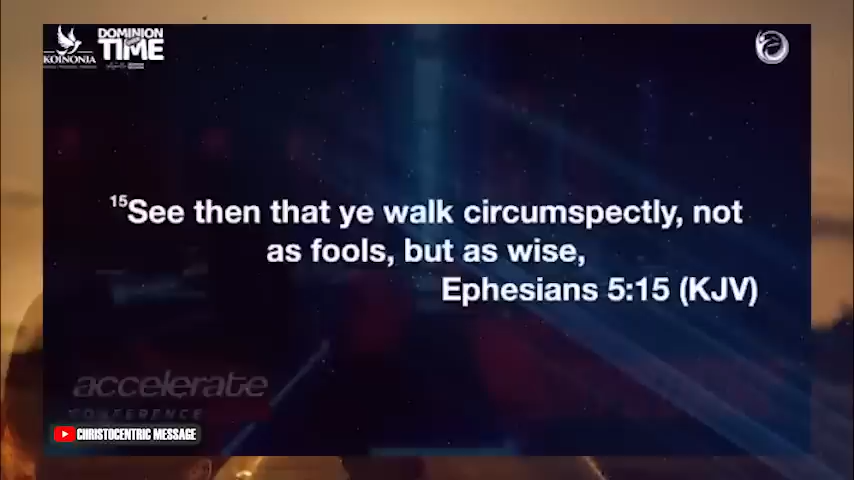 KOINONIA
DOMINION
TIME
15See then that ye walk circumspectly, not
as fools, but as wise,
Ephesians 5:15 (KJV)
accelerate
CONFERENCE
CHRISTOCENTRIC MESSAGE